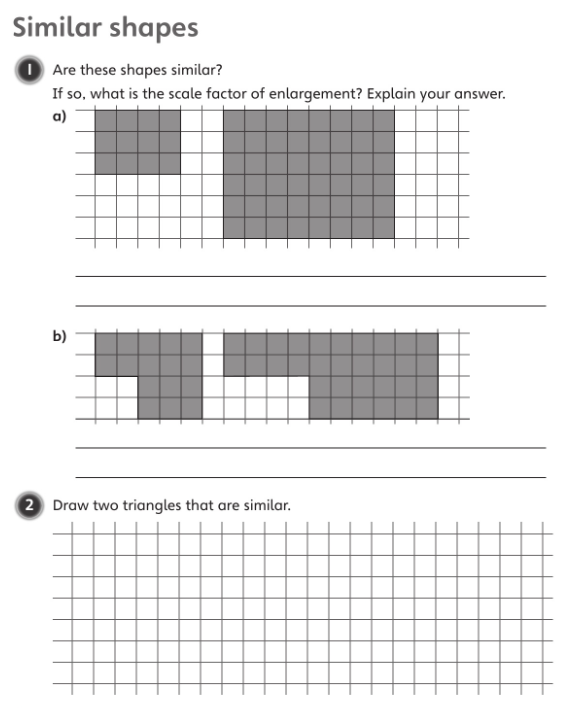 Similar shapes
1 Are these shapes similar?
If so, what is the scale factor of enlargement? Explain your answer.
a)
b)
2 Draw two triangles that are similar.